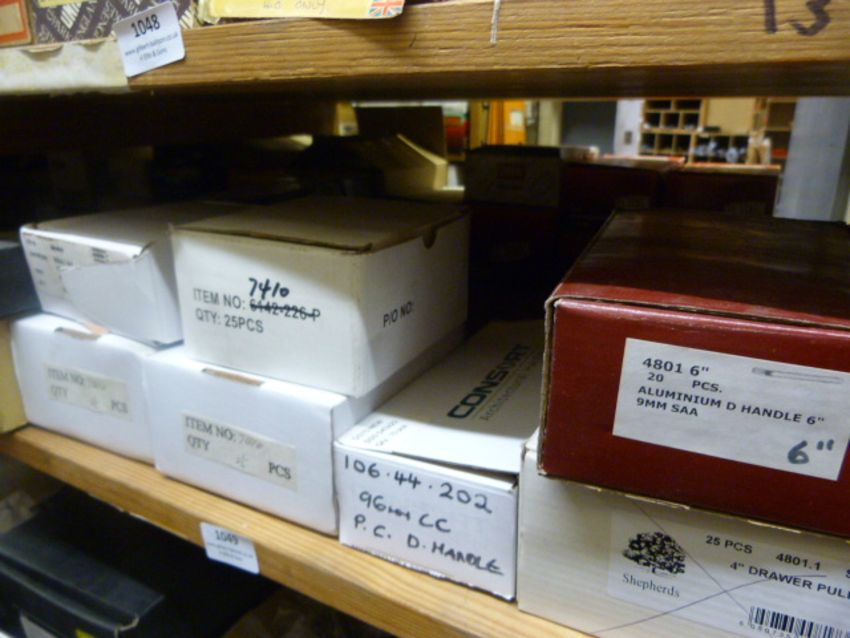 1048
W.O. ONLY
13
7410
ITEM NO: 6142-226-P
QTY: 25PCS
P/O NO:
ITEM NO:
QTY PCS
ITEM NO:
QTY PCS
CONSORT
106.44.202
96mm CC
P.C. D. HANDLE
4801 6"
20 PCS.
ALUMINIUM D HANDLE 6"
9MM SAA
6"
Shepherds
25 PCS 4801.1
4" DRAWER PULL
1049